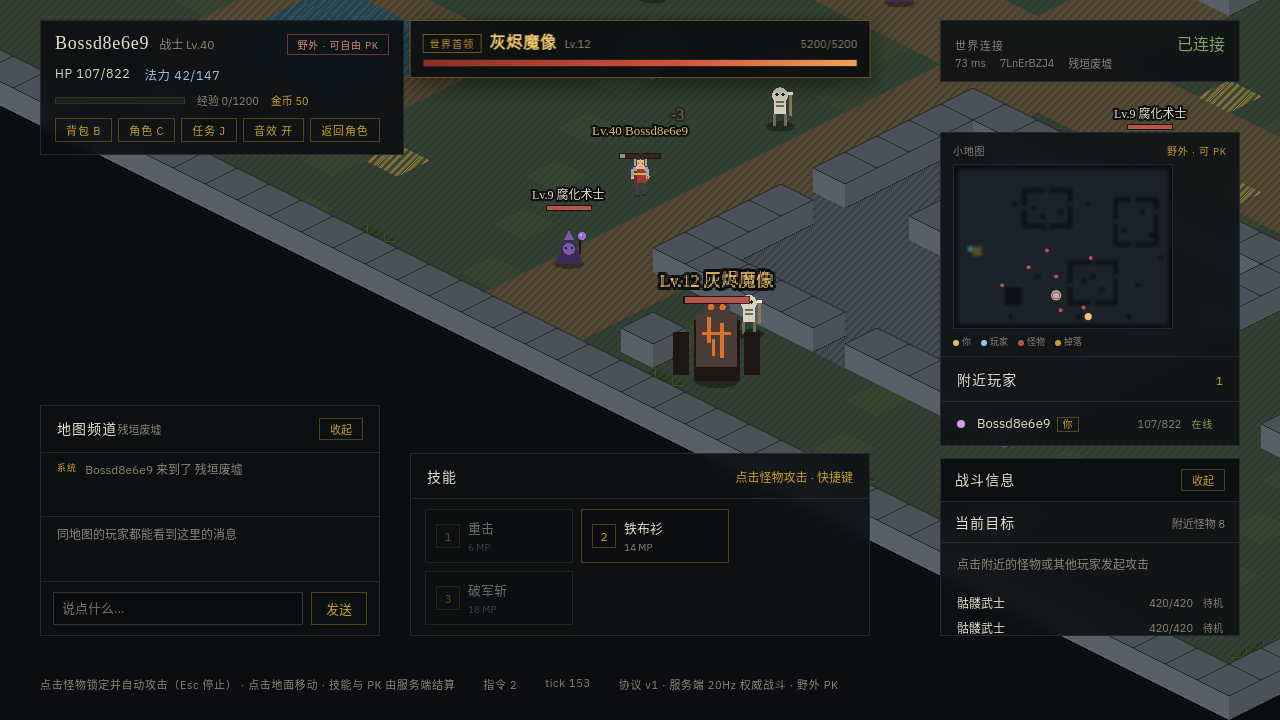 Bossd8e6e9 战士 Lv.40 野外 · 可自由 PK
HP 107/822 法力 42/147
经验 0/1200 金币 50
背包 B 角色 C 任务 J 音效 开 返回角色
世界首领 灰烬魔像 Lv.12 5200/5200
世界连接 已连接
73 ms 7LnErBZJ4 残垣废墟
-3
Lv.40 Bossd8e6e9
Lv.9 腐化术士
Lv.9 腐化术士
Lv.12 灰烬魔像
小地图 野外 · 可 PK
你 玩家 怪物 掉落
附近玩家 1
Bossd8e6e9 你 107/822 在线
地图频道 残垣废墟 收起
系统 Bossd8e6e9 来到了 残垣废墟
同地图的玩家都能看到这里的消息
说点什么... 发送
技能 点击怪物攻击 · 快捷键
1 重击
6 MP
2 铁布衫
14 MP
3 破军斩
18 MP
战斗信息 收起
当前目标 附近怪物 8
点击附近的怪物或其他玩家发起攻击
骷髅武士 420/420 待机
骷髅武士 420/420 待机
点击怪物锁定并自动攻击（Esc 停止） · 点击地面移动 · 技能与 PK 由服务端结算 指令 2 tick 153 协议 v1 · 服务端 20Hz 权威战斗 · 野外 PK